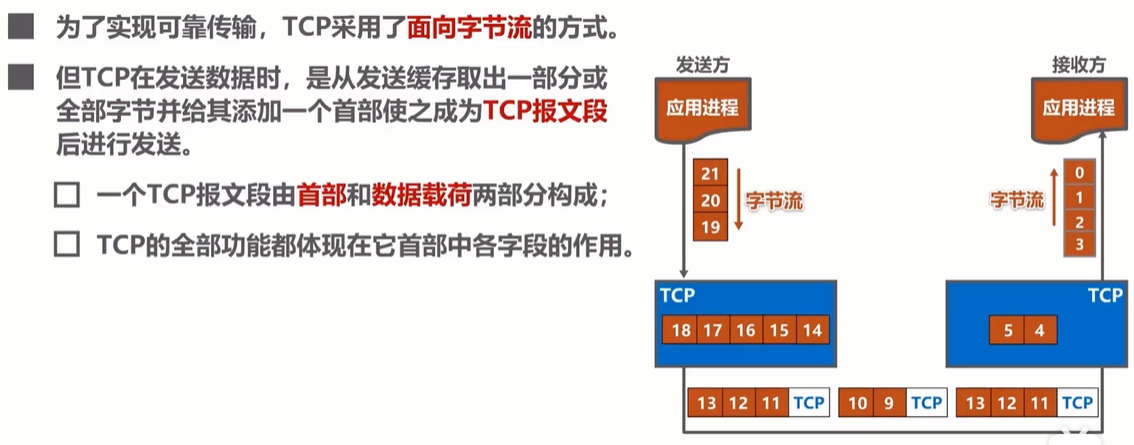 为了实现可靠传输，TCP采用了面向字节流的方式。
但TCP在发送数据时，是从发送缓存取出一部分或
全部字节并给其添加一个首部使之成为TCP报文段
后进行发送。
一个TCP报文段由首部和数据载荷两部分构成；
TCP的全部功能都体现在它首部中各字段的作用。
发送方
接收方
应用进程
应用进程
21
20
19
字节流
字节流
0
1
2
3
TCP
18 17 16 15 14
TCP
5 4
13 12 11 TCP
10 9 TCP
13 12 11 TCP